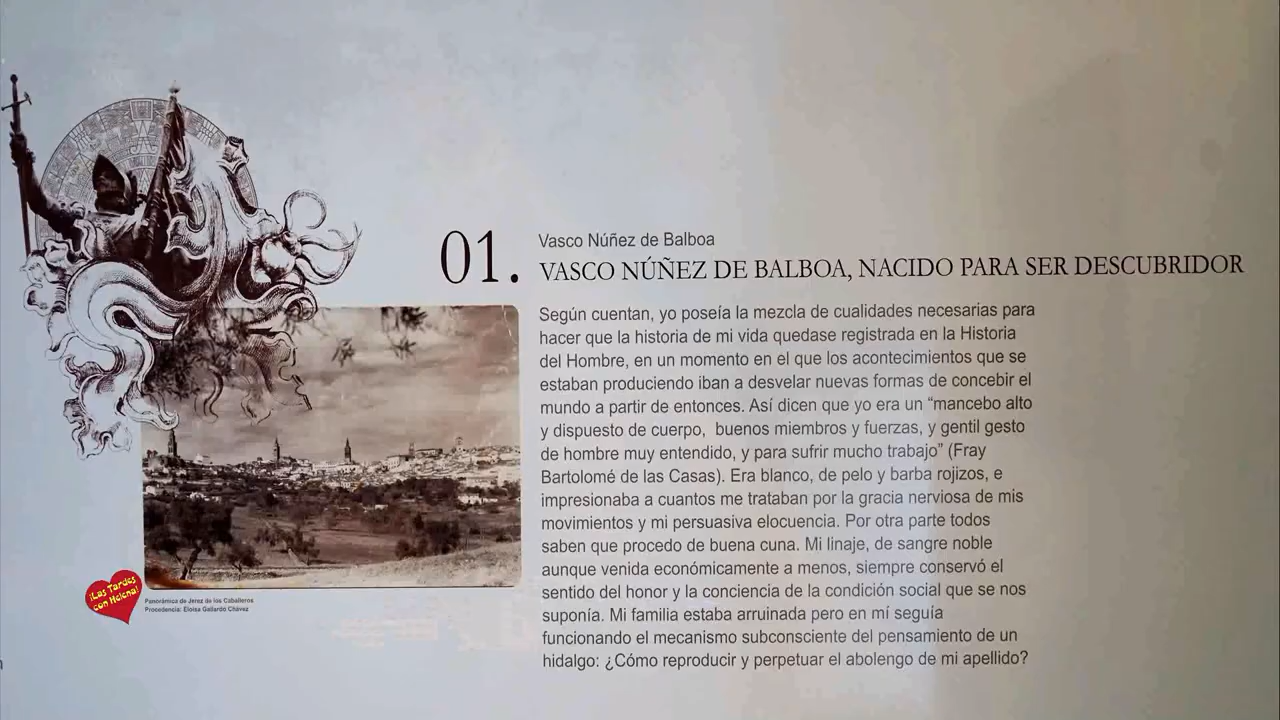 01.
Vasco Núñez de Balboa
VASCO NÚÑEZ DE BALBOA, NACIDO PARA SER DESCUBRIDOR
Según cuentan, yo poseía la mezcla de cualidades necesarias para
hacer que la historia de mi vida quedase registrada en la Historia
del Hombre, en un momento en el que los acontecimientos que se
estaban produciendo iban a desvelar nuevas formas de concebir el
mundo a partir de entonces. Así dicen que yo era un “mancebo alto
y dispuesto de cuerpo,  buenos miembros y fuerzas, y gentil gesto
de hombre muy entendido, y para sufrir mucho trabajo” (Fray
Bartolomé de las Casas). Era blanco, de pelo y barba rojizos, e
impresionaba a cuantos me trataban por la gracia nerviosa de mis
movimientos y mi persuasiva elocuencia. Por otra parte todos
saben que procedo de buena cuna. Mi linaje, de sangre noble
aunque venida económicamente a menos, siempre conservó el
sentido del honor y la conciencia de la condición social que se nos
suponía. Mi familia estaba arruinada pero en mí seguía
funcionando el mecanismo subconsciente del pensamiento de un
hidalgo: ¿Cómo reproducir y perpetuar el abolengo de mi apellido?
¡Las Tardes
con Helena!
Panorámica de Jerez de los Caballeros
Procedencia: Eloisa Gallardo Chávez